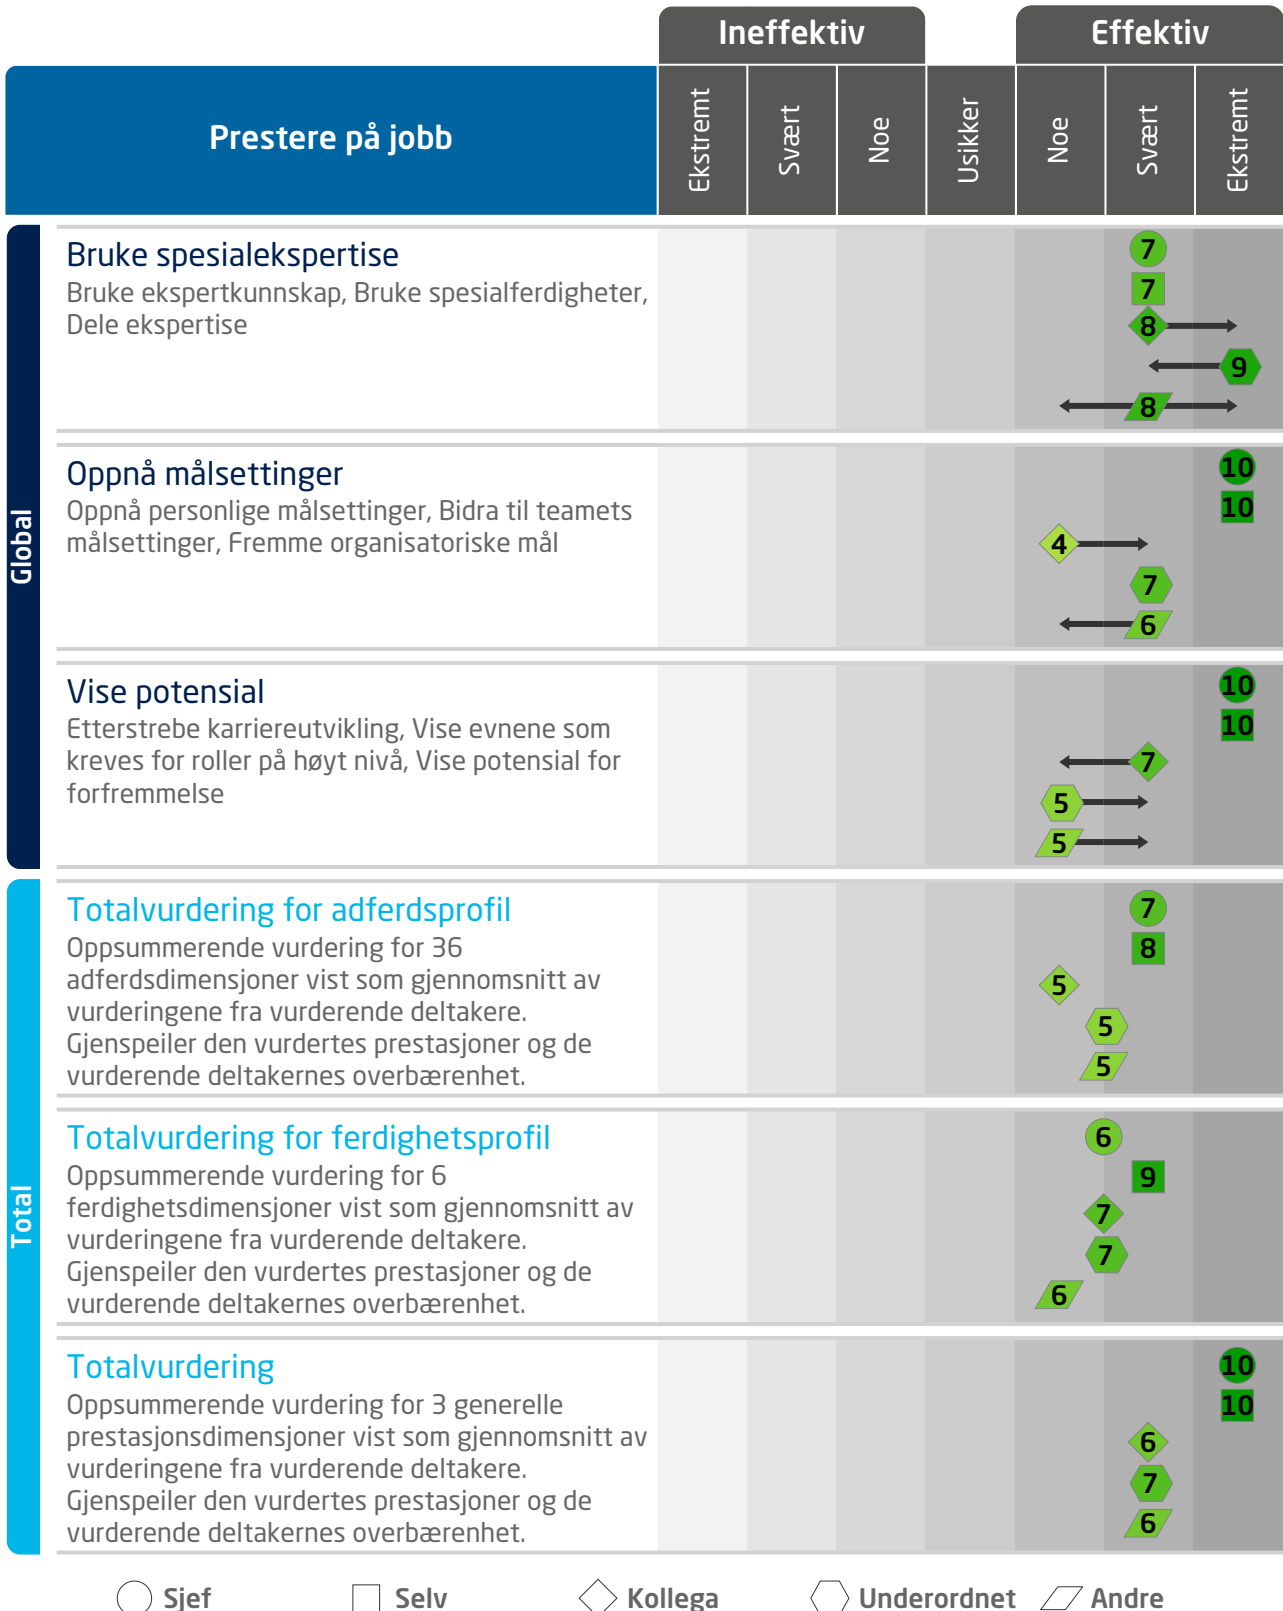 Ineffektiv
Effektiv
Prestere på jobb
Ekstremt
Svært
Noe
Usikker
Noe
Svært
Ekstremt
Global
Bruke spesialekspertise
Bruke ekspertkunnskap, Bruke spesialferdigheter,
Dele ekspertise
7
7
8
9
8
Oppnå målsettinger
Oppnå personlige målsettinger, Bidra til teamets
målsettinger, Fremme organisatoriske mål
10
10
4
7
6
Vise potensial
Etterstrebe karriereutvikling, Vise evnene som
kreves for roller på høyt nivå, Vise potensial for
forfremmelse
10
10
7
5
5
Total
Totalvurdering for adferdsprofil
Oppsummerende vurdering for 36
adferdsdimensjoner vist som gjennomsnitt av
vurderingene fra vurderende deltakere.
Gjenspeiler den vurdertes prestasjoner og de
vurderende deltakernes overbærenhet.
7
8
5
5
5
Totalvurdering for ferdighetsprofil
Oppsummerende vurdering for 6
ferdighetsdimensjoner vist som gjennomsnitt av
vurderingene fra vurderende deltakere.
Gjenspeiler den vurdertes prestasjoner og de
vurderende deltakernes overbærenhet.
6
9
7
7
6
Totalvurdering
Oppsummerende vurdering for 3 generelle
prestasjonsdimensjoner vist som gjennomsnitt av
vurderingene fra vurderende deltakere.
Gjenspeiler den vurdertes prestasjoner og de
vurderende deltakernes overbærenhet.
10
10
6
7
6
Sjef
Selv
Kollega
Underordnet
Andre